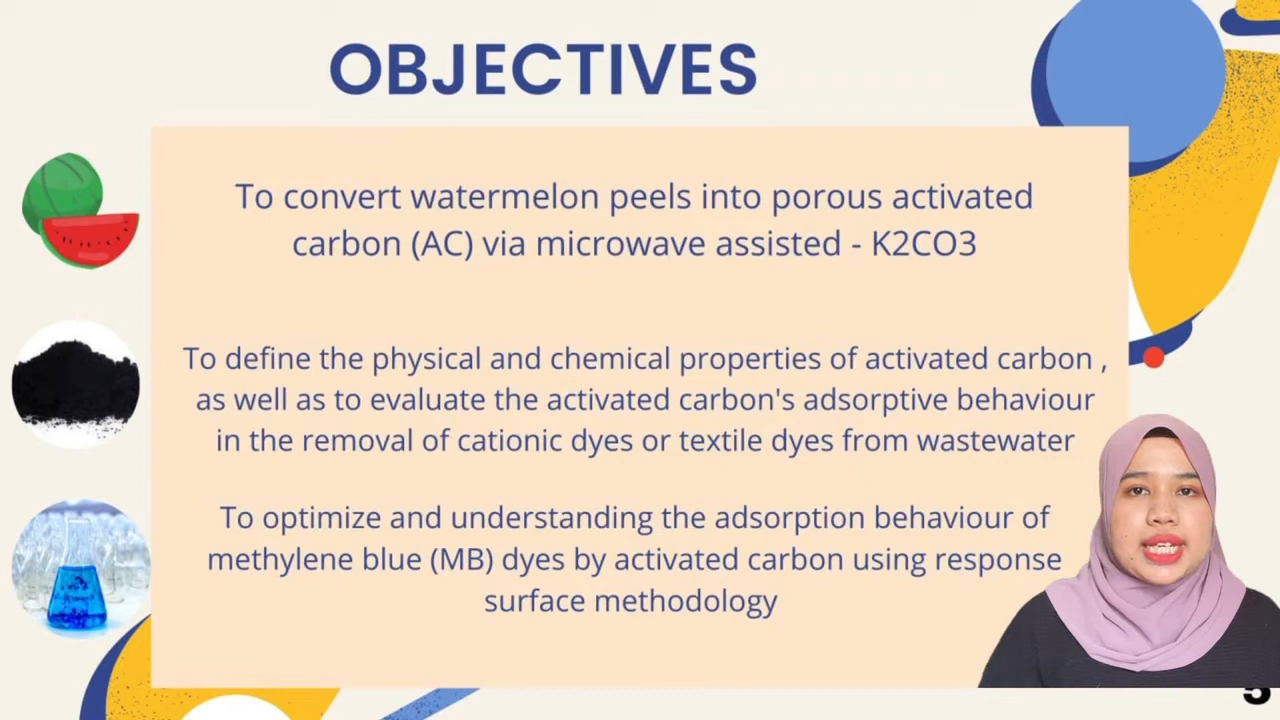 OBJECTIVES
To convert watermelon peels into porous activated
carbon (AC) via microwave assisted - K2CO3
To define the physical and chemical properties of activated carbon ,
as well as to evaluate the activated carbon's adsorptive behaviour
in the removal of cationic dyes or textile dyes from wastewater
To optimize and understanding the adsorption behaviour of
methylene blue (MB) dyes by activated carbon using response
surface methodology
5